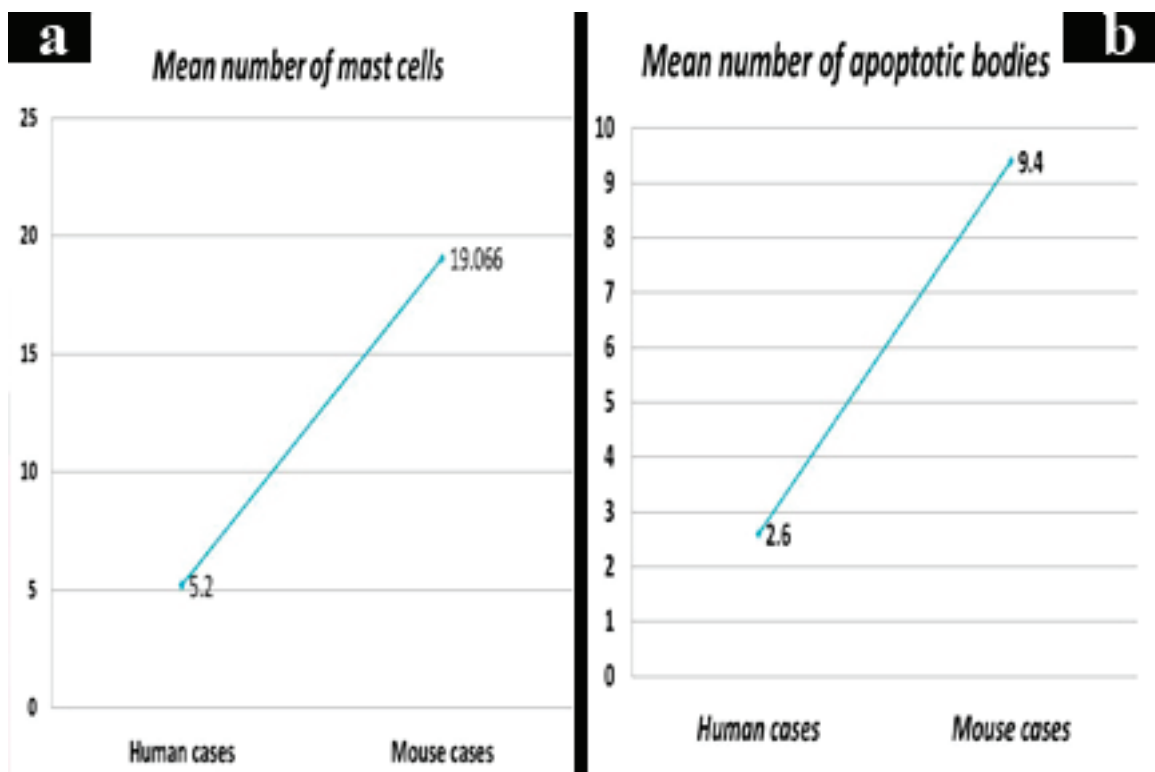 a
Mean number of mast cells
25
20
15
10
5
0
19.066
5.2
Human cases
Mouse cases
b
Mean number of apoptotic bodies
10
9
8
7
6
5
4
3
2
1
0
9.4
2.6
Human cases
Mouse cases